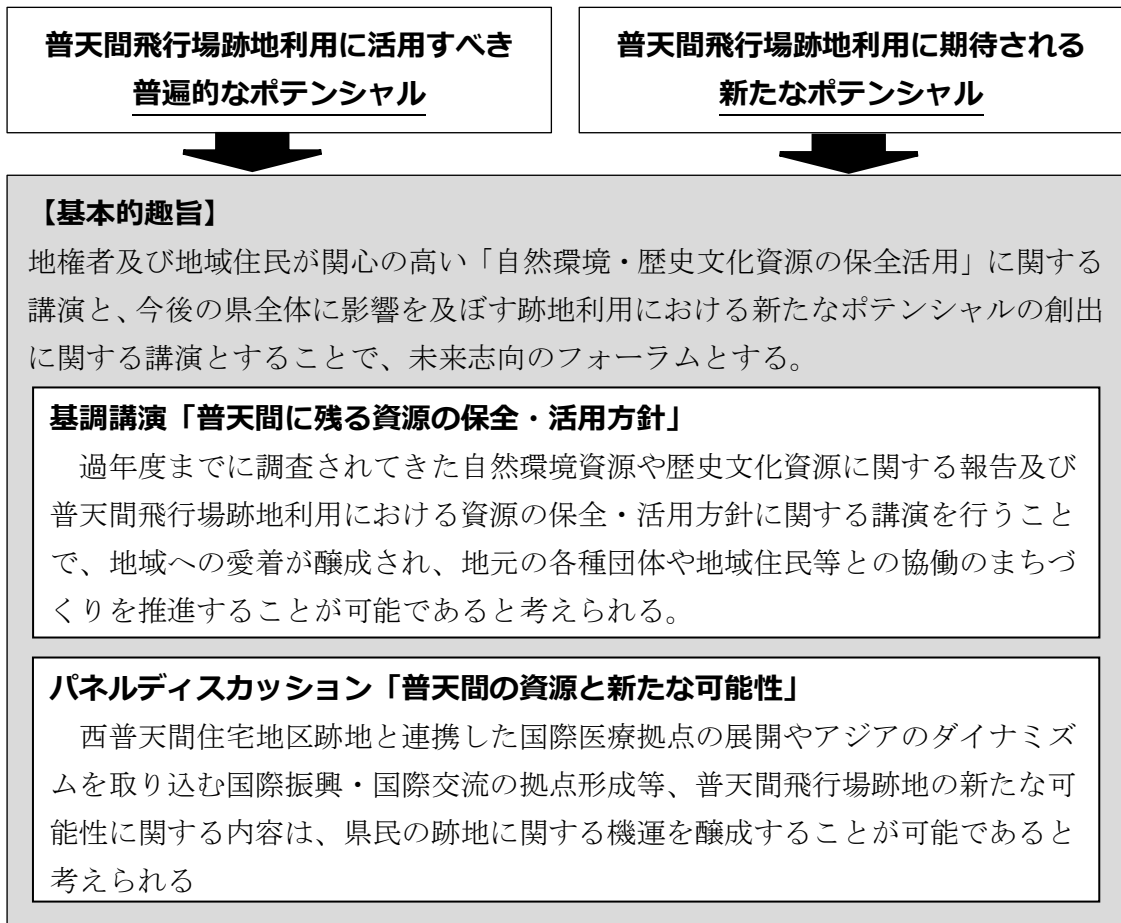 普天間飛行場跡地利用に活用すべき
普遍的なポテンシャル
普天間飛行場跡地利用に期待される
新たなポテンシャル
【基本的趣旨】
地権者及び地域住民が関心の高い「自然環境・歴史文化資源の保全活用」に関する
講演と、今後の県全体に影響を及ぼす跡地利用における新たなポテンシャルの創出
に関する講演とすることで、未来志向のフォーラムとする。
基調講演「普天間に残る資源の保全・活用方針」
過年度までに調査されてきた自然環境資源や歴史文化資源に関する報告及び
普天間飛行場跡地利用における資源の保全・活用方針に関する講演を行うこと
で、地域への愛着が醸成され、地元の各種団体や地域住民等との協働のまちづ
くりを推進することが可能であると考えられる。
パネルディスカッション「普天間の資源と新たな可能性」
西普天間住宅地区跡地と連携した国際医療拠点の展開やアジアのダイナミズ
ムを取り込む国際振興・国際交流の拠点形成等、普天間飛行場跡地の新たな可
能性に関する内容は、県民の跡地に関する機運を醸成することが可能であると
考えられる